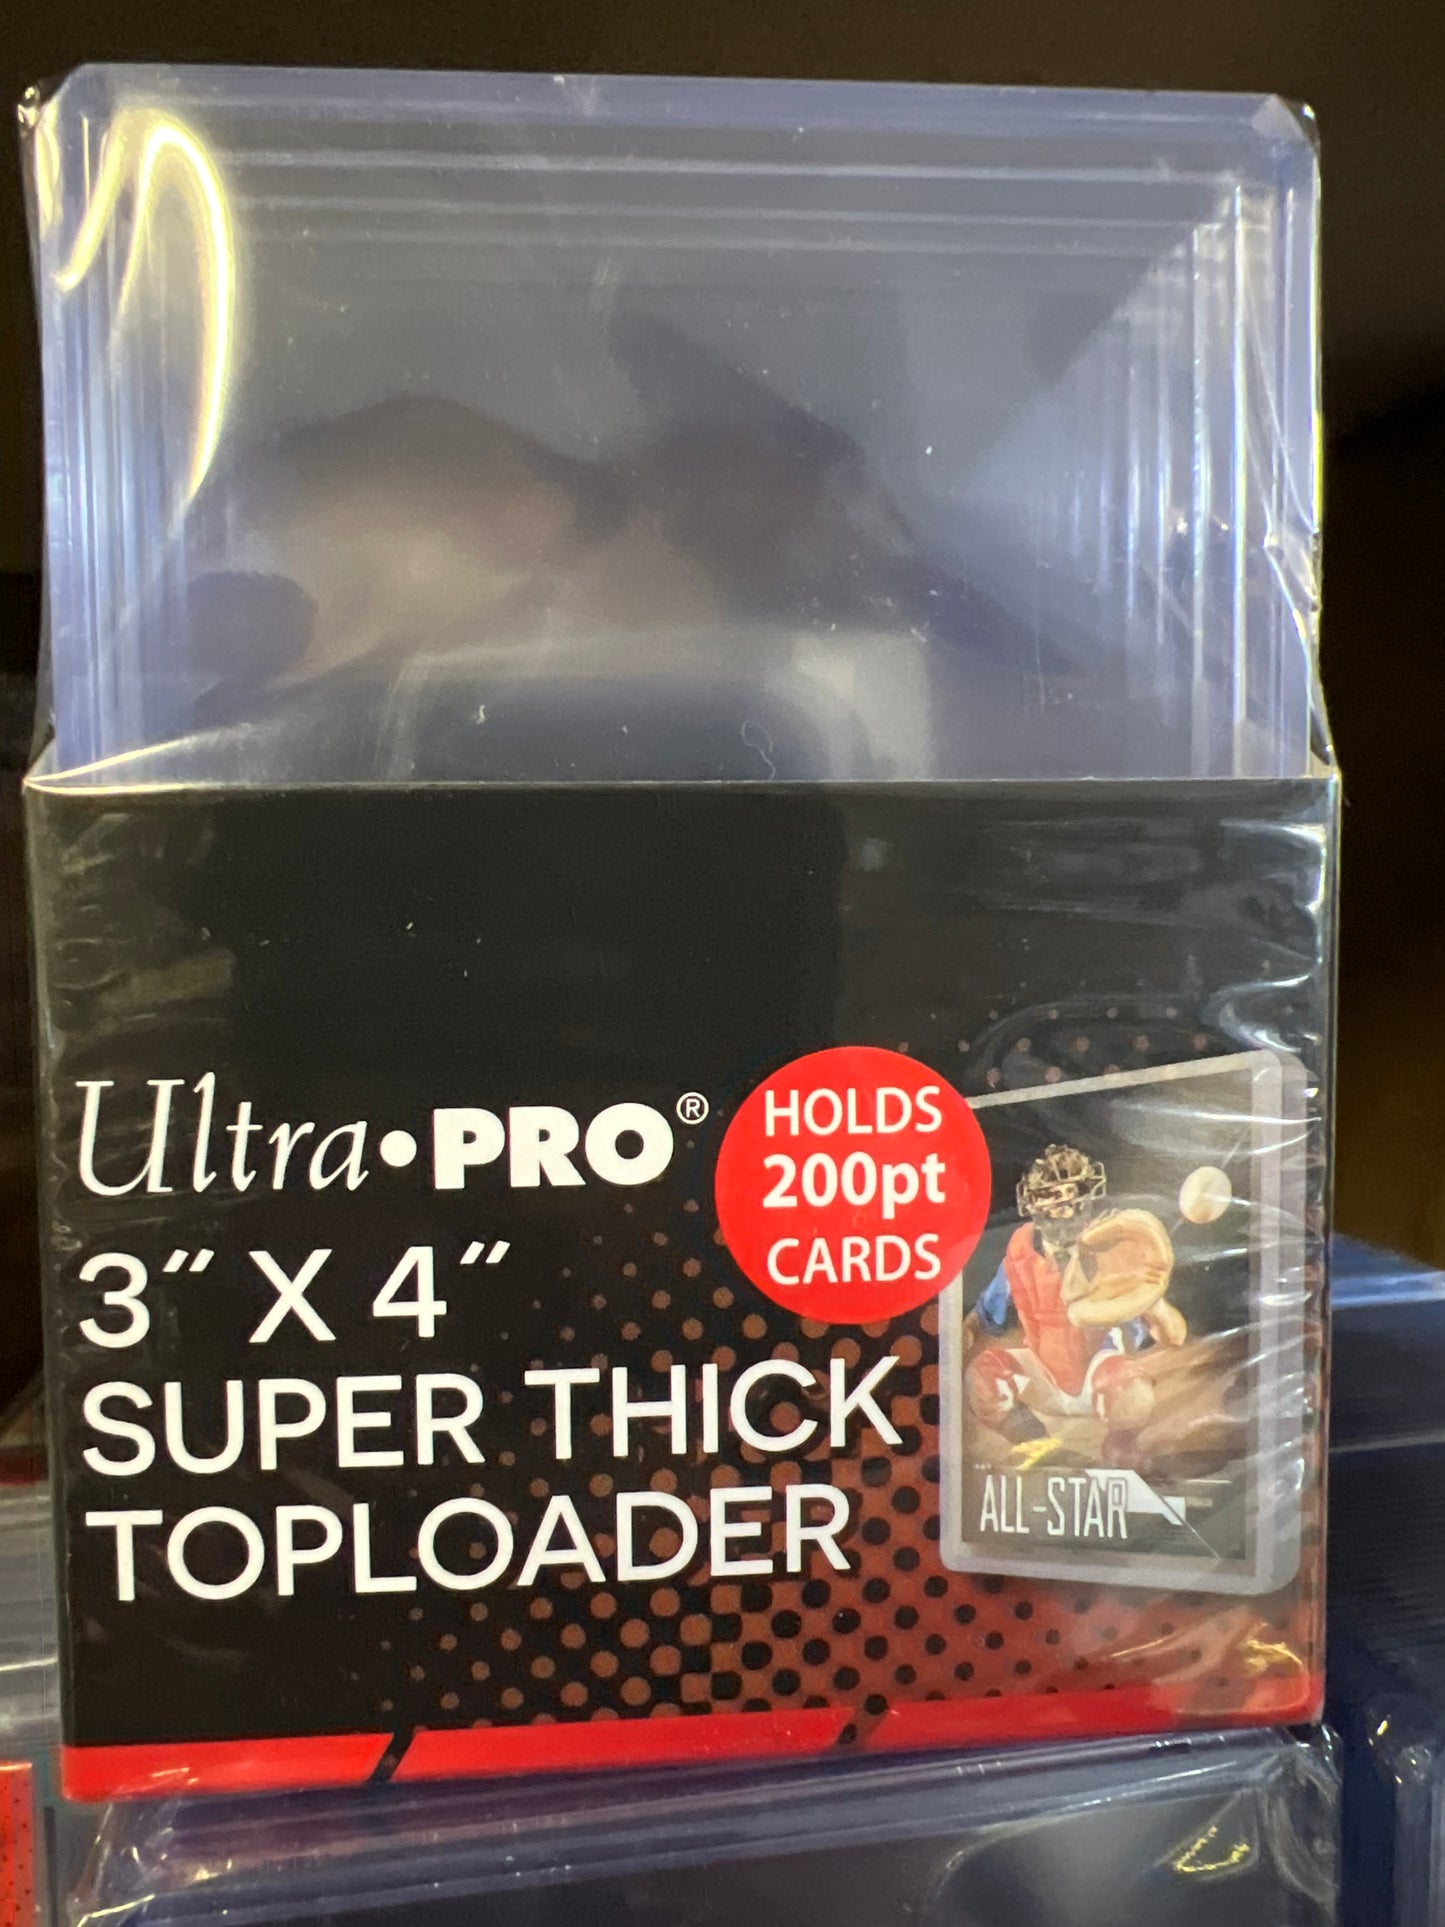 Ultra•PRO®
HOLDS
200pt
CARDS
3" X 4"
SUPER THICK
TOPLOADER
ALL-STAR